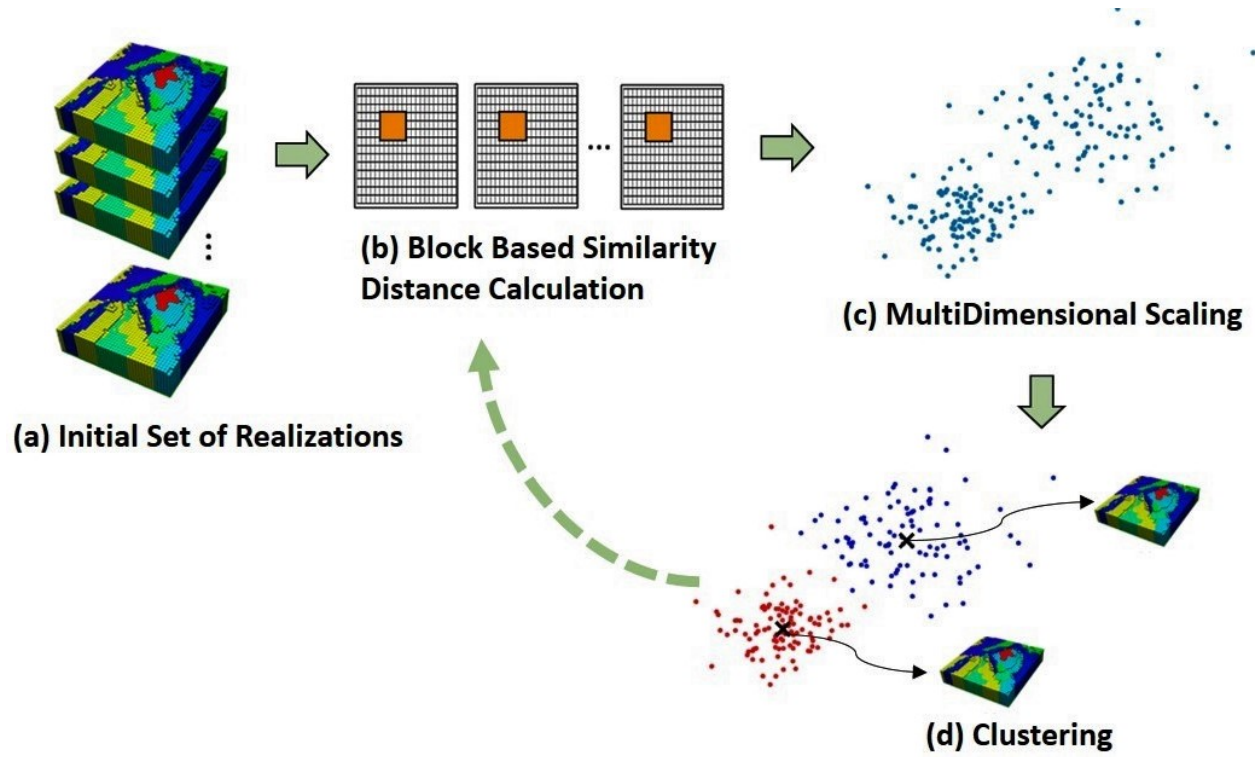 (a) Initial Set of Realizations
(b) Block Based Similarity
Distance Calculation
(c) MultiDimensional Scaling
(d) Clustering